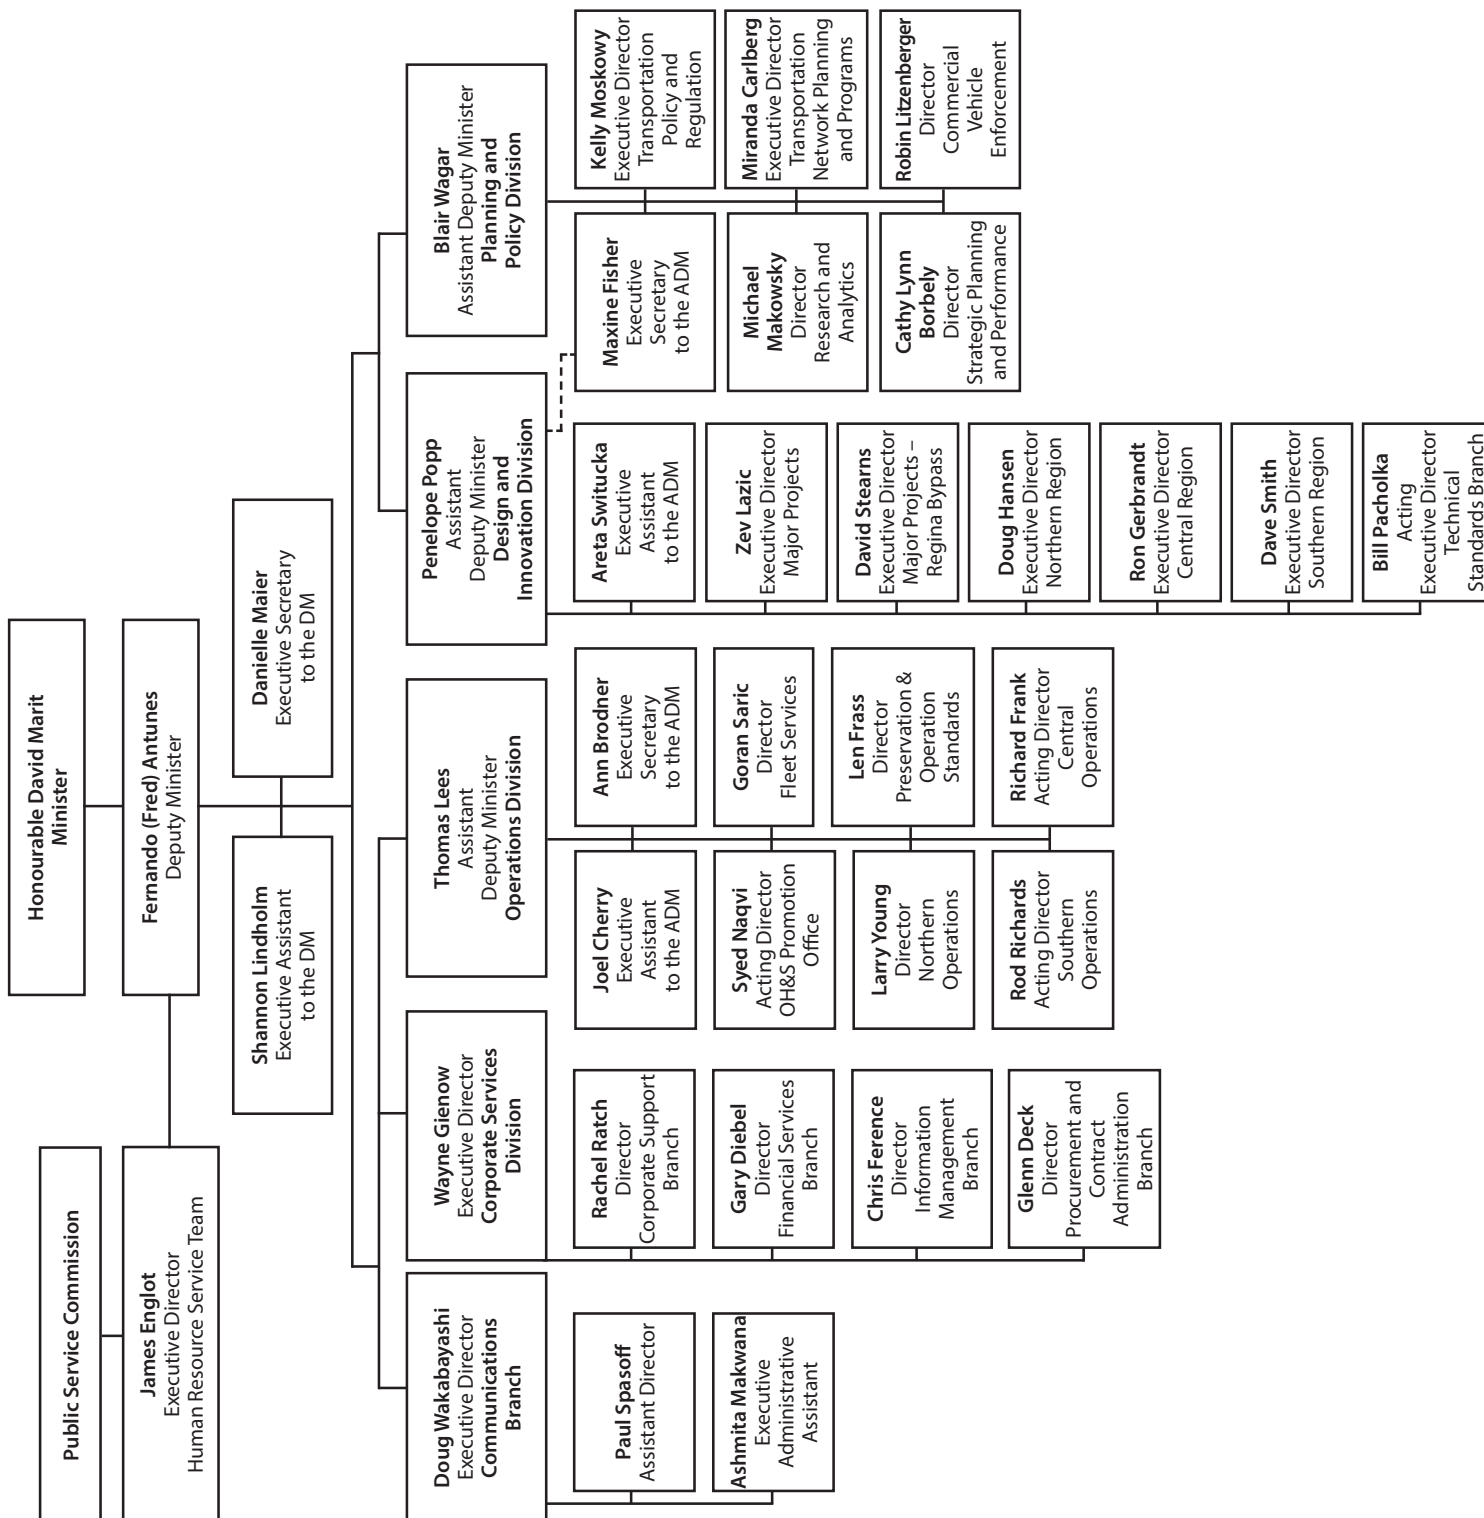 Public Service Commission
James Englot
Executive Director
Human Resource Service Team
Honourable David Marit
Minister
Fernando (Fred) Antunes
Deputy Minister
Shannon Lindholm
Executive Assistant
to the DM
Danielle Maier
Executive Secretary
to the DM
Doug Wakabayashi
Executive Director
Communications
Branch
Paul Spasoff
Assistant Director
Ashmita Makwana
Executive
Administrative
Assistant
Wayne Gienow
Executive Director
Corporate Services
Division
Rachel Ratch
Director
Corporate Support
Branch
Gary Diebel
Director
Financial Services
Branch
Chris Ference
Director
Information
Management
Branch
Glenn Deck
Director
Procurement and
Contract
Administration
Branch
Thomas Lees
Assistant
Deputy Minister
Operations Division
Joel Cherry
Executive
Assistant
to the ADM
Ann Brodner
Executive
Secretary
to the ADM
Syed Naqvi
Acting Director
OH&S Promotion
Office
Goran Saric
Director
Fleet Services
Larry Young
Director
Northern
Operations
Len Frass
Director
Preservation &
Operation
Standards
Rod Richards
Acting Director
Southern
Operations
Richard Frank
Acting Director
Central
Operations
Penelope Popp
Assistant
Deputy Minister
Design and
Innovation Division
Areta Switucka
Executive
Assistant
to the ADM
Zev Lazic
Executive Director
Major Projects
David Stearns
Executive Director
Major Projects –
Regina Bypass
Doug Hansen
Executive Director
Northern Region
Ron Gerbrandt
Executive Director
Central Region
Dave Smith
Executive Director
Southern Region
Bill Pacholka
Acting
Executive Director
Technical
Standards Branch
Blair Wagar
Assistant Deputy Minister
Planning and
Policy Division
Maxine Fisher
Executive
Secretary
to the ADM
Kelly Moskowy
Executive Director
Transportation
Policy and
Regulation
Michael
Makowsky
Director
Research and
Analytics
Miranda Carlberg
Executive Director
Transportation
Network Planning
and Programs
Cathy Lynn
Borbely
Director
Strategic Planning
and Performance
Robin Litzenberger
Director
Commercial
Vehicle
Enforcement